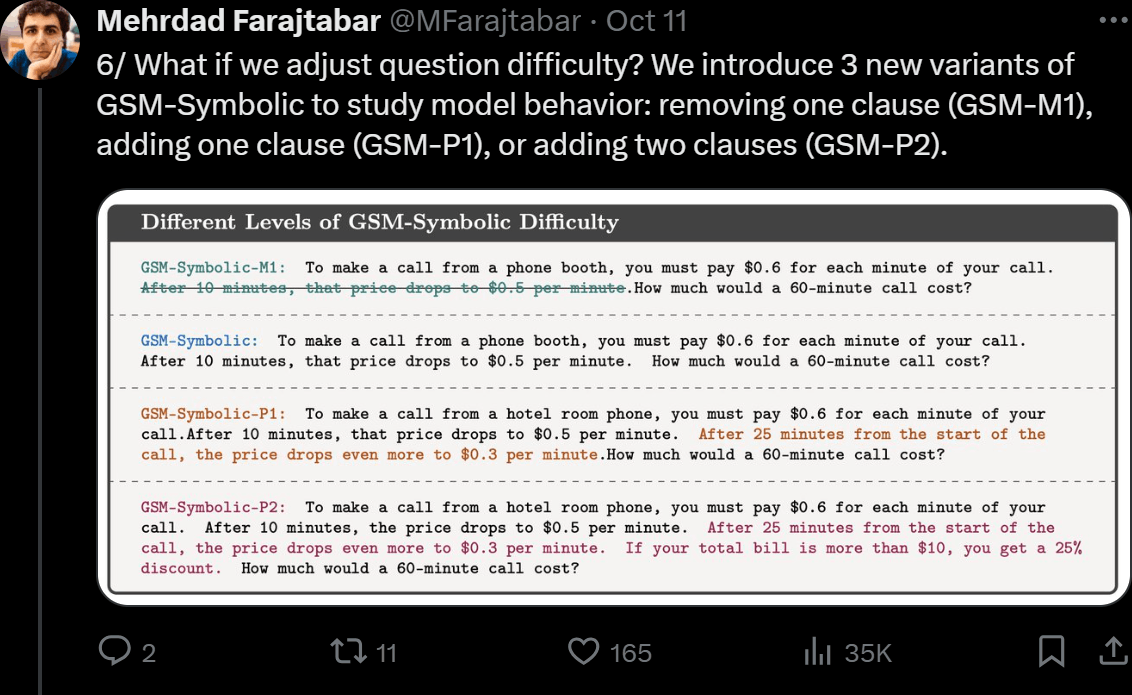 Mehrdad Farajtabar @MFarajtabar · Oct 11
6/ What if we adjust question difficulty? We introduce 3 new variants of
GSM-Symbolic to study model behavior: removing one clause (GSM-M1),
adding one clause (GSM-P1), or adding two clauses (GSM-P2).
Different Levels of GSM-Symbolic Difficulty
GSM-Symbolic-M1: To make a call from a phone booth, you must pay $0.6 for each minute of your call.
After 10 minutes, that price drops to $0.5 per minute.How much would a 60-minute call cost?
GSM-Symbolic: To make a call from a phone booth, you must pay $0.6 for each minute of your call.
After 10 minutes, that price drops to $0.5 per minute. How much would a 60-minute call cost?
GSM-Symbolic-P1: To make a call from a hotel room phone, you must pay $0.6 for each minute of your
call.After 10 minutes, that price drops to $0.5 per minute. After 25 minutes from the start of the
call, the price drops even more to $0.3 per minute.How much would a 60-minute call cost?
GSM-Symbolic-P2: To make a call from a hotel room phone, you must pay $0.6 for each minute of your
call. After 10 minutes, the price drops to $0.5 per minute. After 25 minutes from the start of the
call, the price drops even more to $0.3 per minute. If your total bill is more than $10, you get a 25%
discount. How much would a 60-minute call cost?
2 11 165 35K